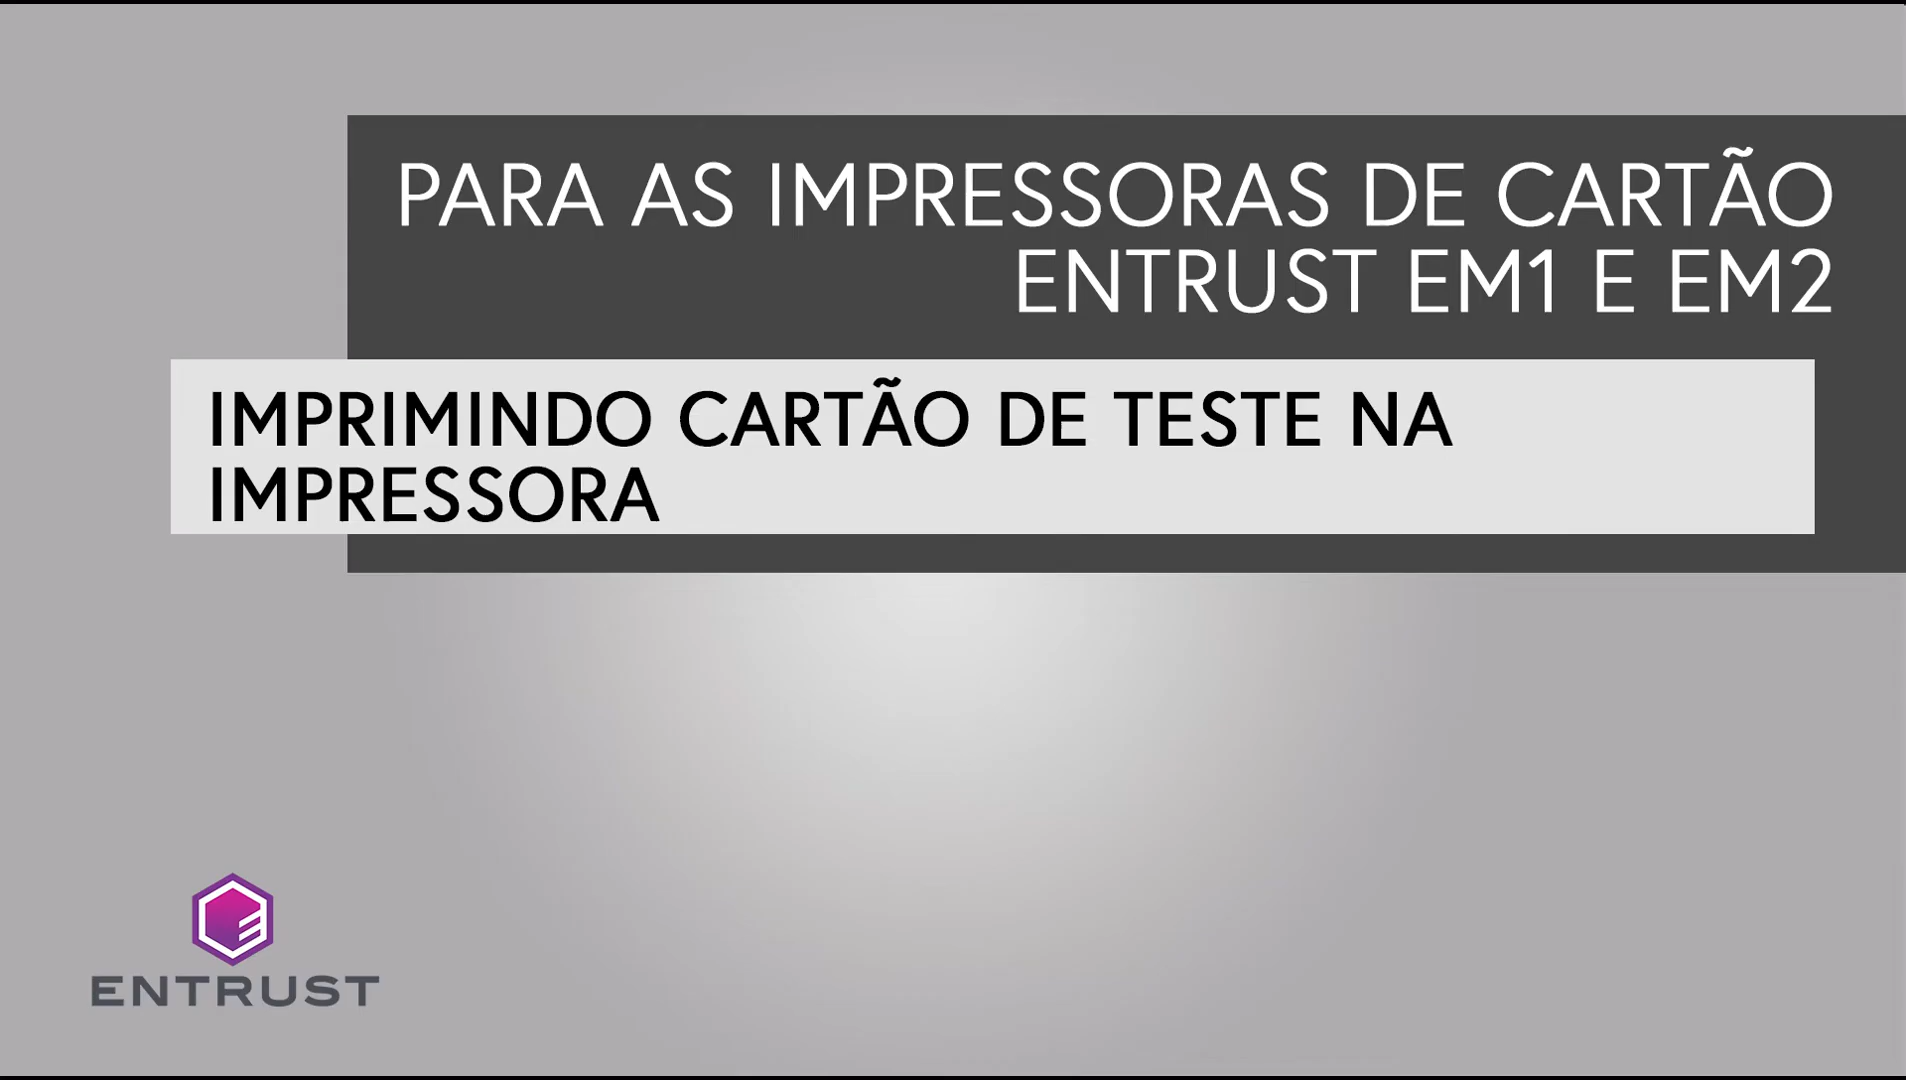 PARA AS IMPRESSORAS DE CARTÃO
ENTRUST EM1 E EM2
IMPRIMINDO CARTÃO DE TESTE NA
IMPRESSORA
ENTRUST